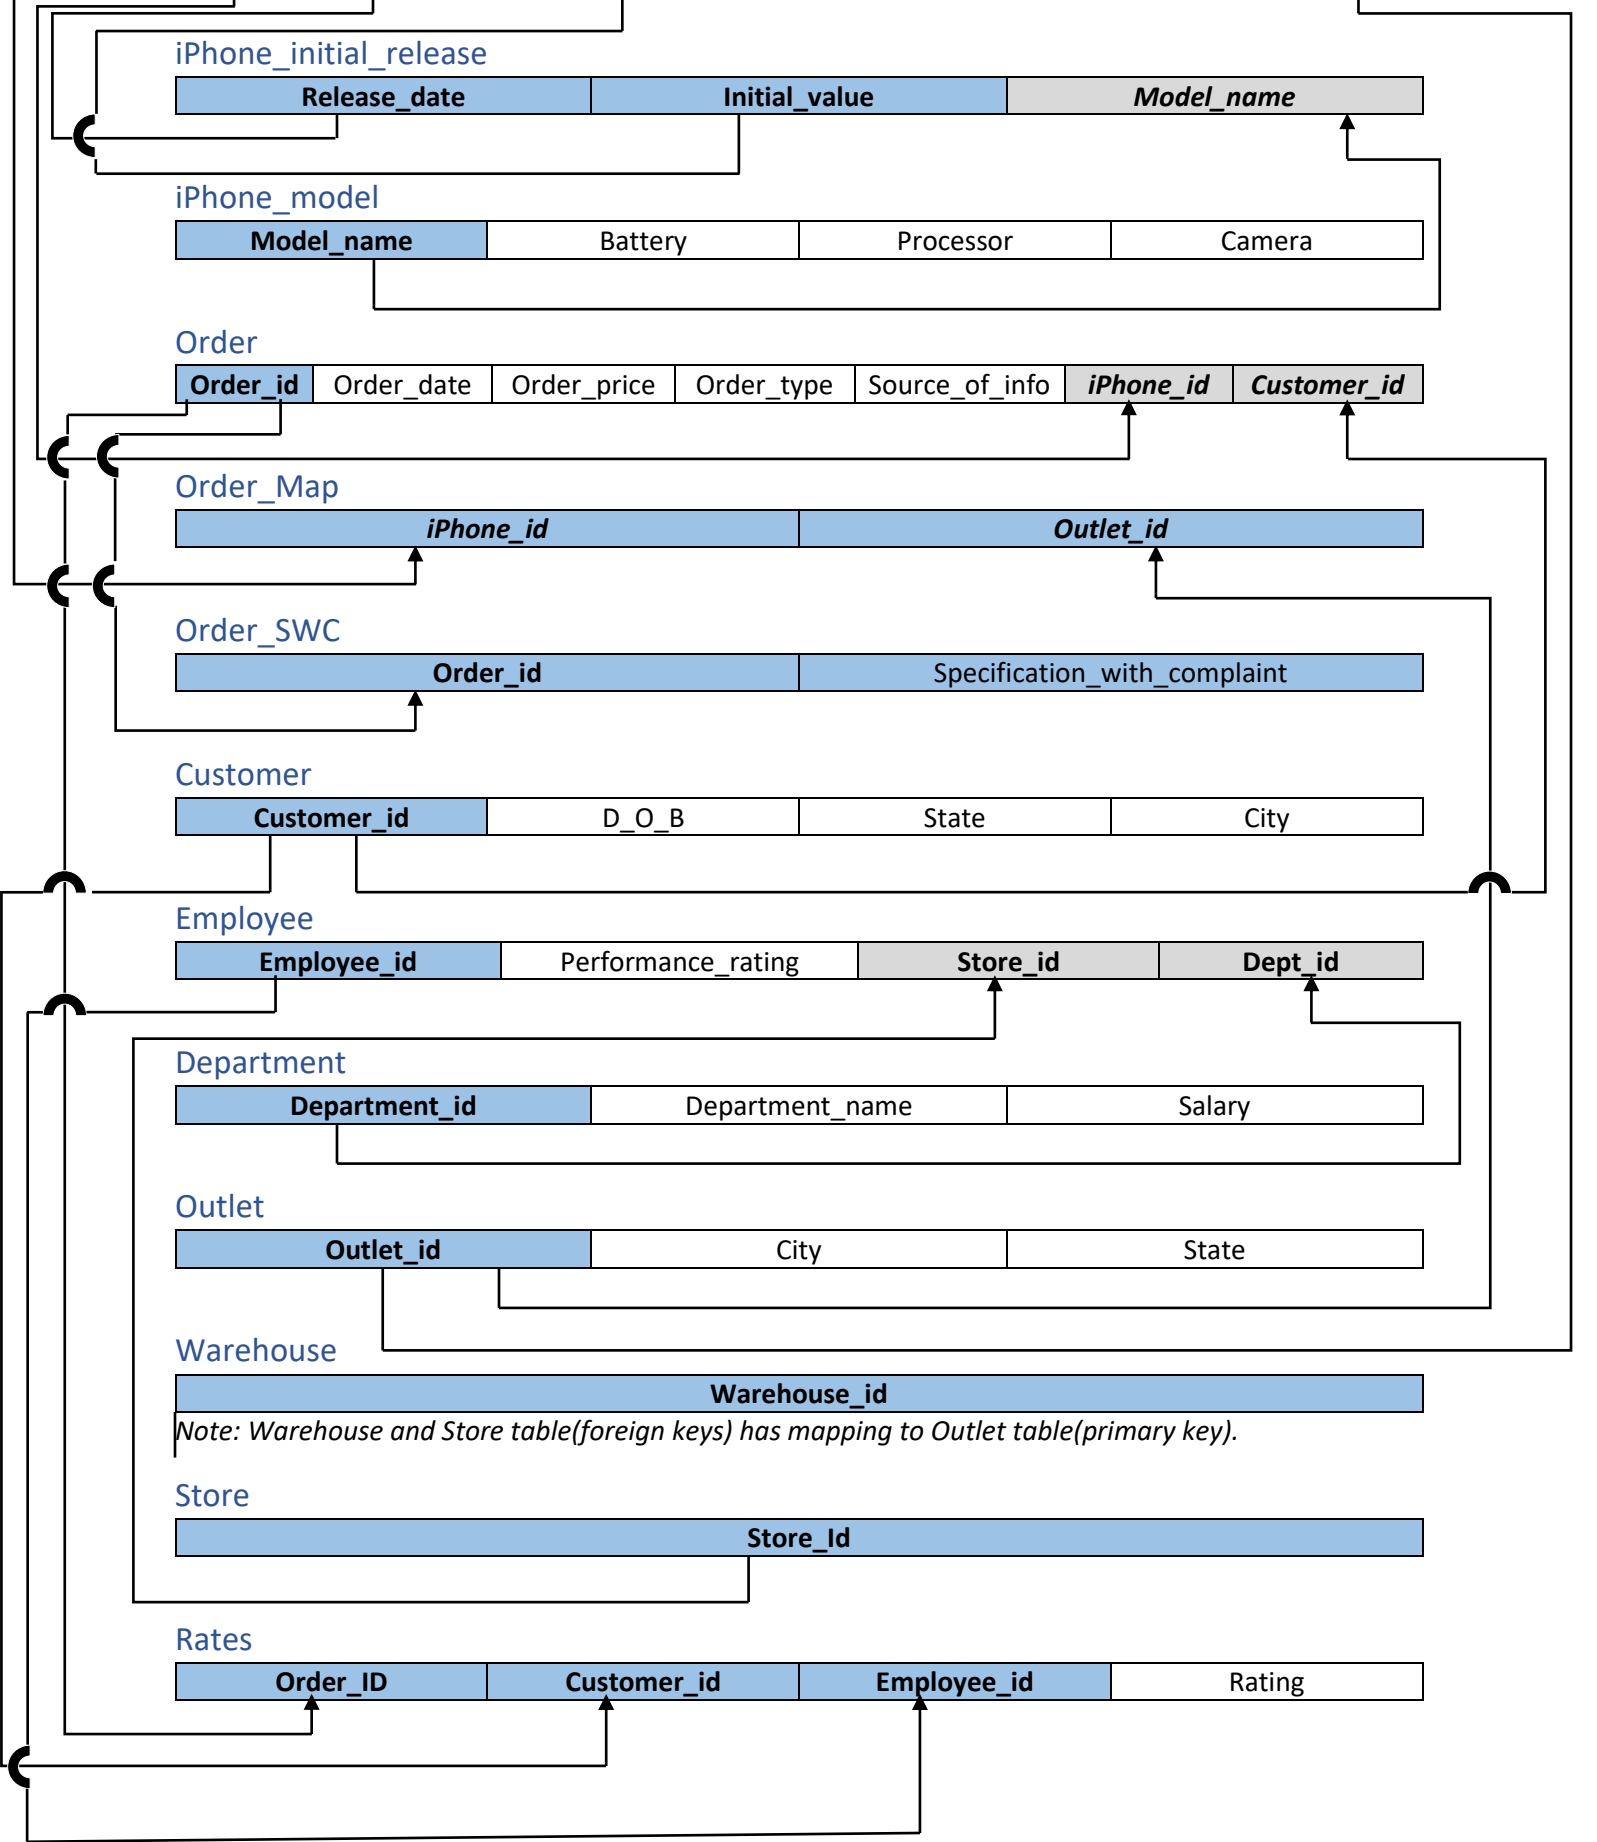 iPhone_initial_release
Release_date Initial_value Model_name
iPhone_model
Model_name Battery Processor Camera
Order
Order_id Order_date Order_price Order_type Source_of_info iPhone_id Customer_id
Order_Map
iPhone_id Outlet_id
Order_SWC
Order_id Specification_with_complaint
Customer
Customer_id D_O_B State City
Employee
Employee_id Performance_rating Store_id Dept_id
Department
Department_id Department_name Salary
Outlet
Outlet_id City State
Warehouse
Warehouse_id
Note: Warehouse and Store table(foreign keys) has mapping to Outlet table(primary key).
Store
Store_Id
Rates
Order_ID Customer_id Employee_id Rating